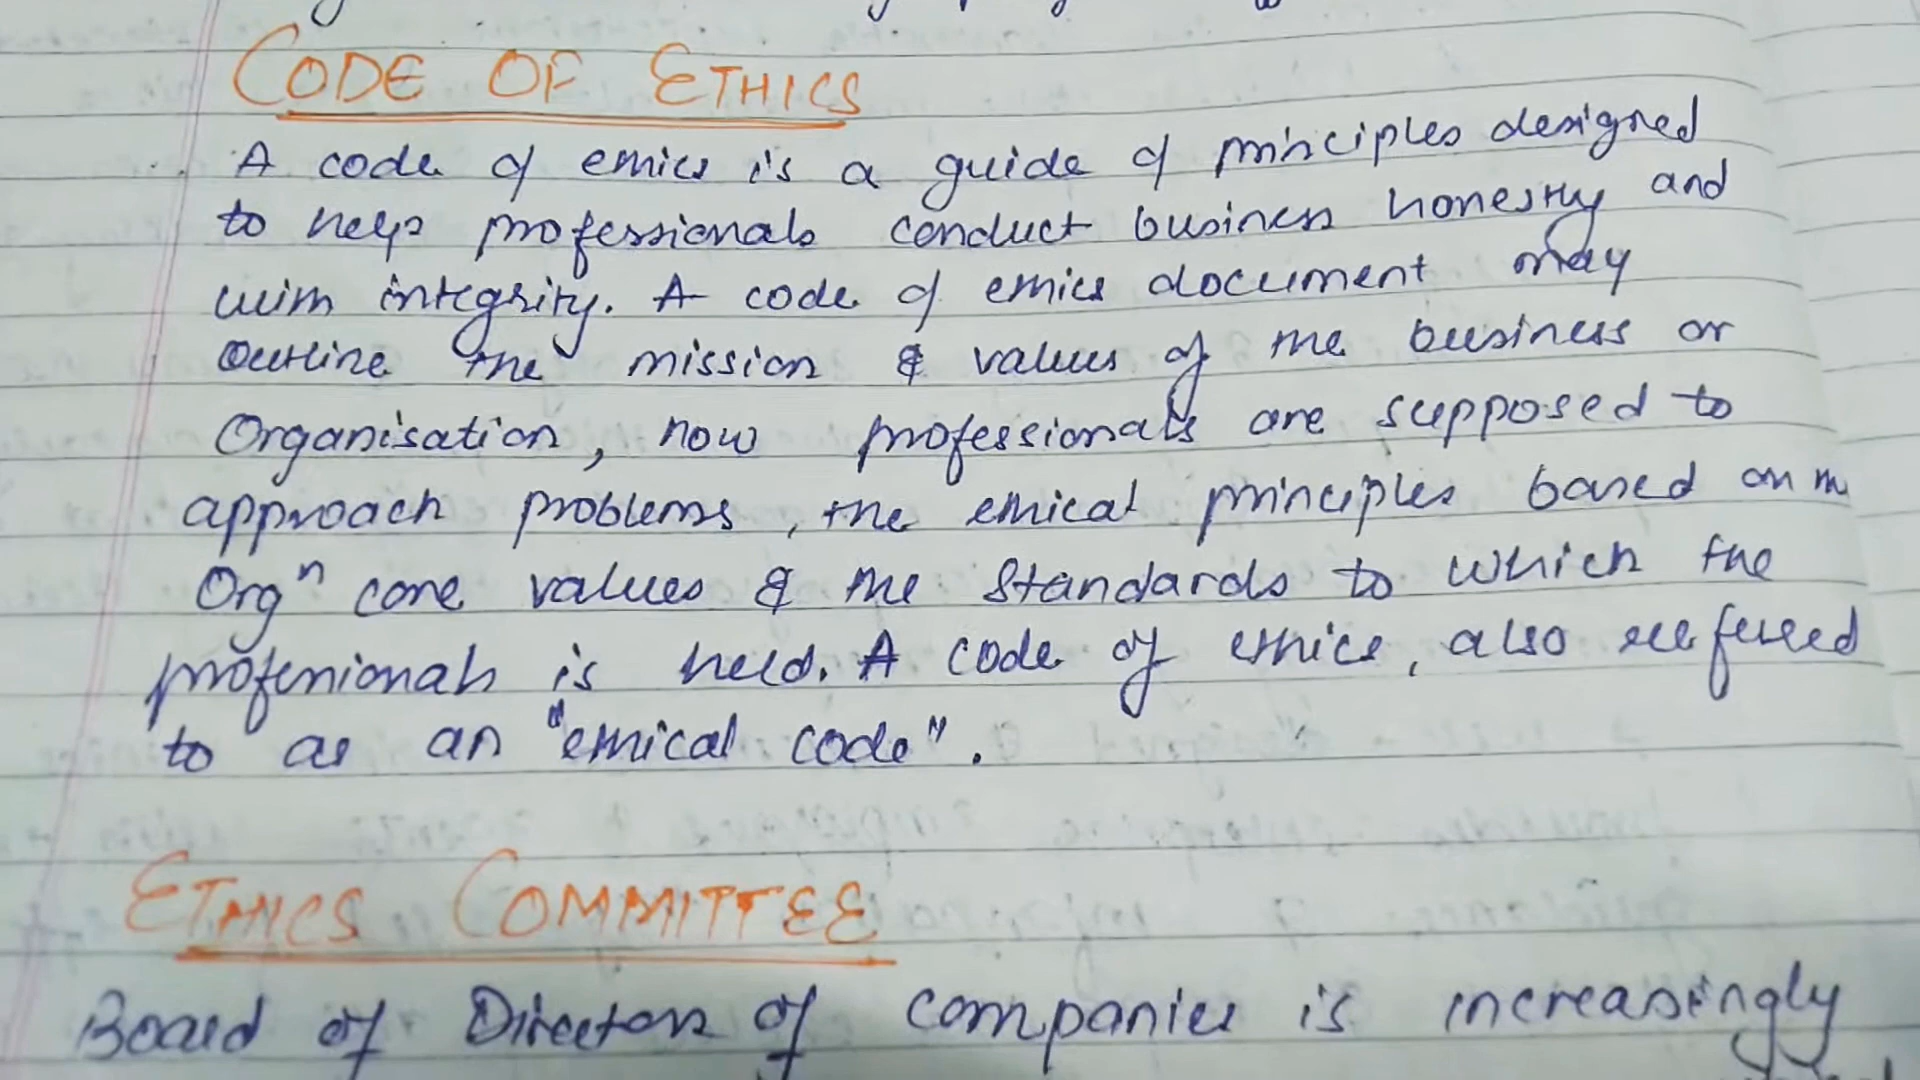 CODE OF ETHICS
A code of ethics is a guide of principles designed
to help professionals conduct business honestly and
with integrity. A code of ethics document may
outline the mission & values of the business or
Organisation, how professionals are supposed to
approach problems, the ethical principles based on the
Orgⁿ core values & the Standards to which the
professionals is held. A code of ethics, also referred
to as an "ethical code".
ETHICS COMMITTEE
Board of Directors of companies is increasingly